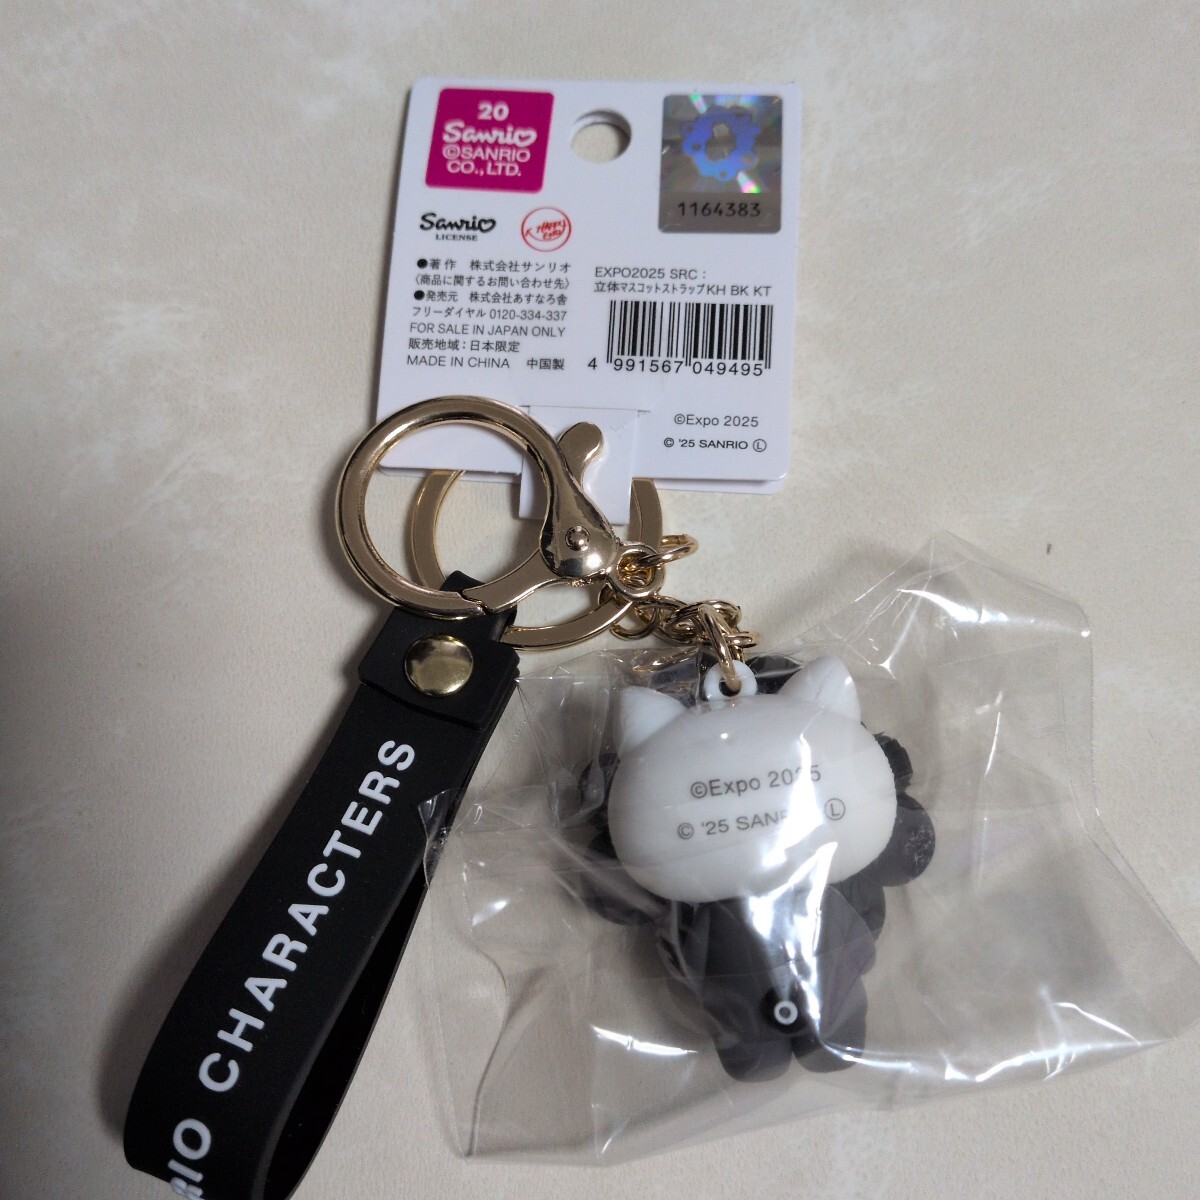 20
Sanrio
©SANRIO
CO., LTD.
1164383
Sanrio
LICENSE
●著作 株式会社サンリオ
〈商品に関するお問い合わせ先〉
●発売元 株式会社あすなろ舎
フリーダイヤル 0120-334-337
FOR SALE IN JAPAN ONLY
販売地域：日本限定
MADE IN CHINA 中国製
EXPO2025 SRC：
立体マスコットストラップKH BK KT
4 991567 049495
©Expo 2025
© '25 SANRIO Ⓛ
RIO CHARACTERS
©Expo 2025
© '25 SANR Ⓛ